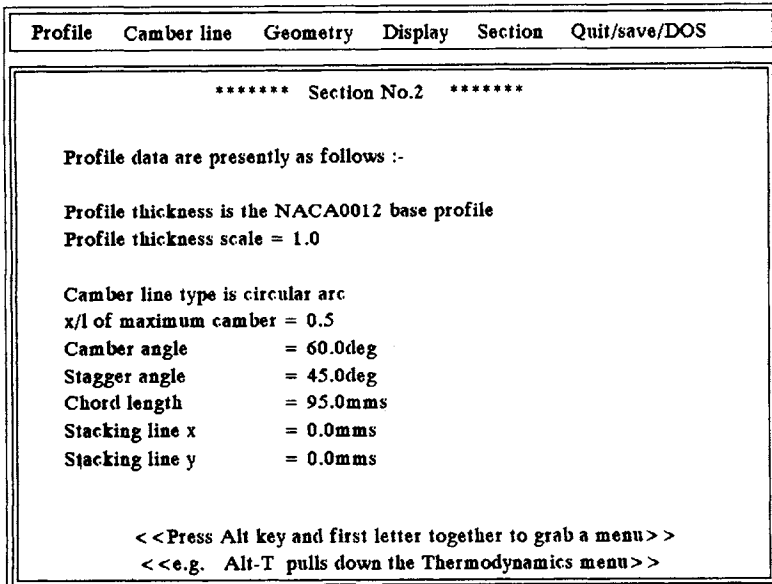 Profile Camber line Geometry Display Section Quit/save/DOS
******* Section No.2 *******
Profile data are presently as follows :-
Profile thickness is the NACA0012 base profile
Profile thickness scale = 1.0
Camber line type is circular arc
x/l of maximum camber = 0.5
Camber angle = 60.0deg
Stagger angle = 45.0deg
Chord length = 95.0mms
Stacking line x = 0.0mms
Stacking line y = 0.0mms
< <Press Alt key and first letter together to grab a menu> >
< <e.g. Alt-T pulls down the Thermodynamics menu> >